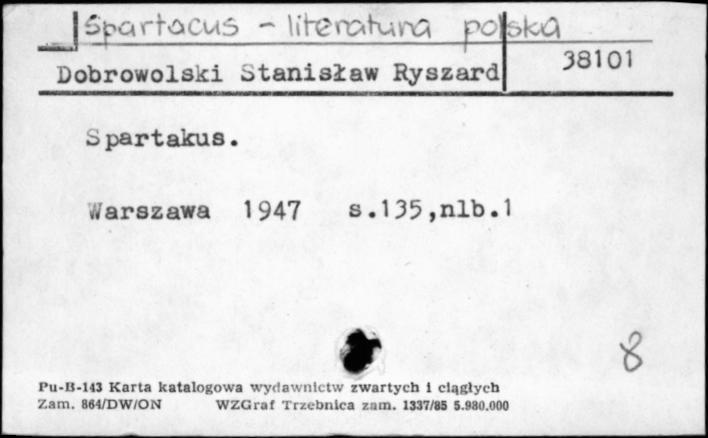 Spartacus - literatura polska
Dobrowolski Stanisław Ryszard 38101
Spartakus.
Warszawa 1947 s.135,nlb.1
8
Pu-B-143 Karta katalogowa wydawnictw zwartych i ciągłych
Zam. 864/DW/ON WZGraf Trzebnica zam. 1337/85 5.980.000